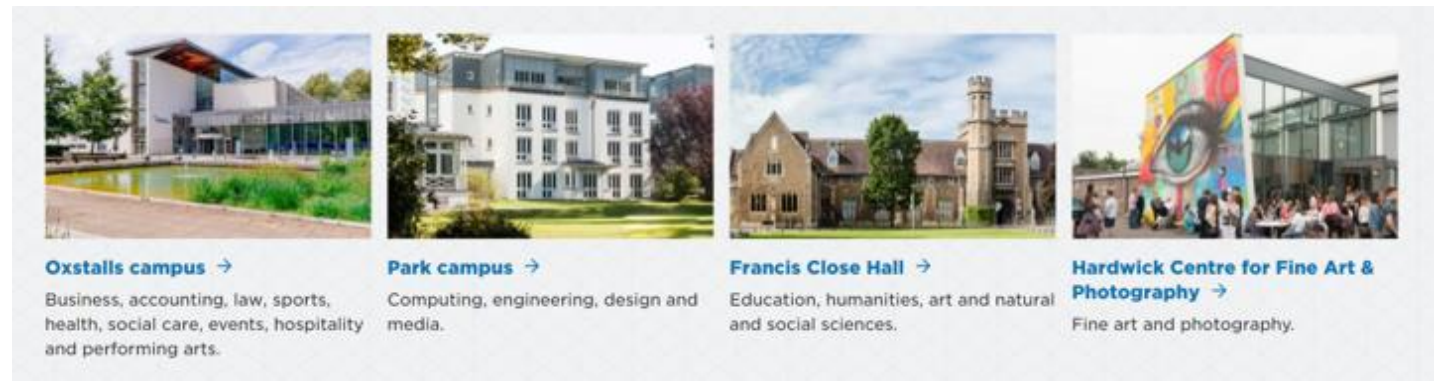 Oxstalls campus →
Business, accounting, law, sports,
health, social care, events, hospitality
and performing arts.
Park campus →
Computing, engineering, design and
media.
Francis Close Hall →
Education, humanities, art and natural
and social sciences.
Hardwick Centre for Fine Art &
Photography →
Fine art and photography.